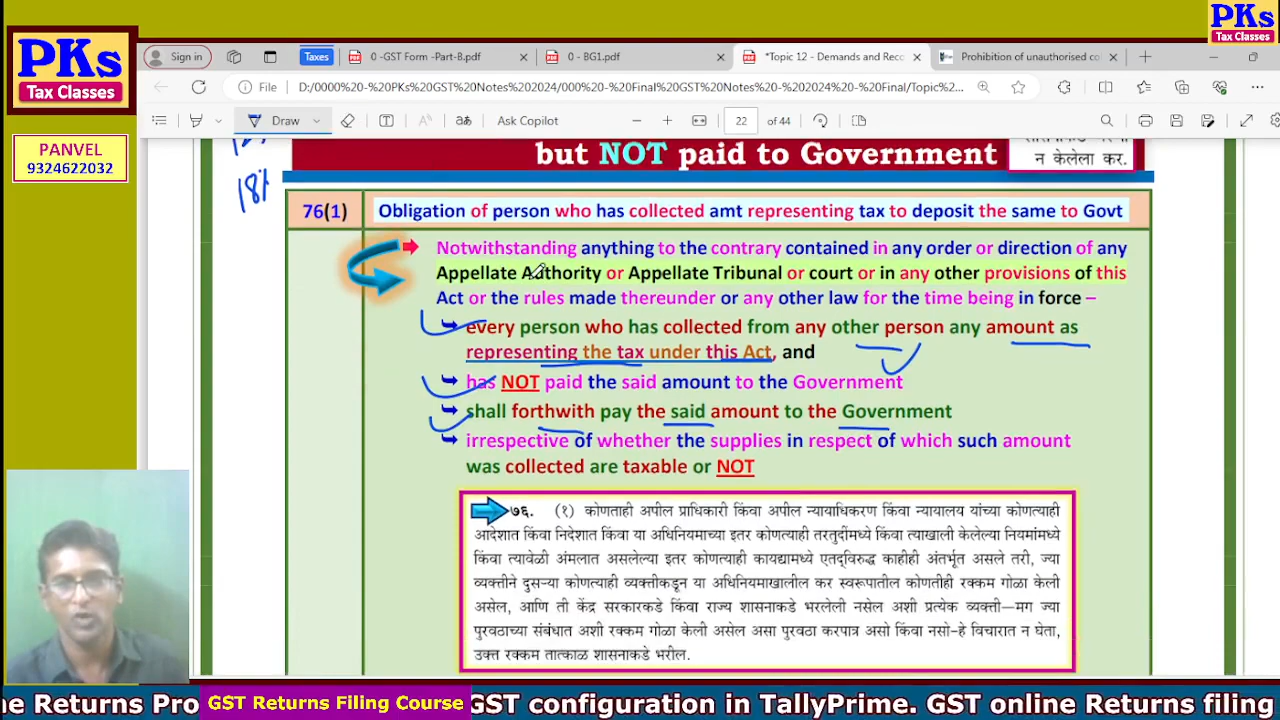 PKs
Tax Classes
PANVEL
9324622032
PKs
Tax Classes
Sign in
Taxes
0 -GST Form -Part-B.pdf
0 - BG1.pdf
*Topic 12 - Demands and Reco
Prohibition of unauthorised co
File
D:/0000%20-%20PKs%20GST%20Notes%202024/000%20-%20Final%20GST%20Notes%20%202024%20-%20Final/Topic%...
Draw
Ask Copilot
22 of 44
18%
but NOT paid to Government
न केलेला कर.
76(1)
Obligation of person who has collected amt representing tax to deposit the same to Govt
Notwithstanding anything to the contrary contained in any order or direction of any
Appellate Authority or Appellate Tribunal or court or in any other provisions of this
Act or the rules made thereunder or any other law for the time being in force –
every person who has collected from any other person any amount as
representing the tax under this Act, and
has NOT paid the said amount to the Government
shall forthwith pay the said amount to the Government
irrespective of whether the supplies in respect of which such amount
was collected are taxable or NOT
७६. (१) कोणताही अपील प्राधिकारी किंवा अपील न्यायाधिकरण किंवा न्यायालय यांच्या कोणत्याही
आदेशात किंवा निदेशात किंवा या अधिनियमाच्या इतर कोणत्याही तरतुदींमध्ये किंवा त्याखाली केलेल्या नियमांमध्ये
किंवा त्यावेळी अंमलात असलेल्या इतर कोणत्याही कायद्यामध्ये एतद्विरुद्ध काहीही अंतर्भूत असले तरी, ज्या
व्यक्तीने दुसऱ्या कोणत्याही व्यक्तीकडून या अधिनियमाखालील कर स्वरूपातील कोणतीही रक्कम गोळा केली
असेल, आणि ती केंद्र सरकारकडे किंवा राज्य शासनाकडे भरलेली नसेल अशी प्रत्येक व्यक्ती—मग ज्या
पुरवठाच्या संबंधात अशी रक्कम गोळा केली असेल असा पुरवठा करपात्र असो किंवा नसो-हे विचारात न घेता,
उक्त रक्कम तात्काळ शासनाकडे भरील.
ne Returns Pro
GST Returns Filing Course
GST configuration in TallyPrime. GST online Returns filing